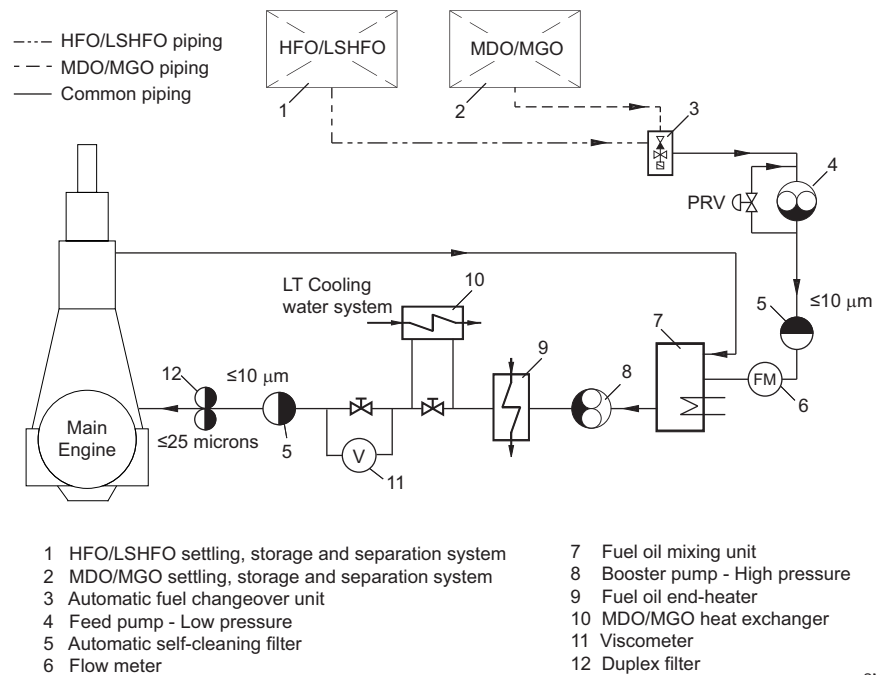 HFO/LSHFO piping
MDO/MGO piping
Common piping
HFO/LSHFO
MDO/MGO
1
2
3
4
PRV
LT Cooling
water system
10
5
≤10 μm
7
9
8
FM
6
12
≤10 μm
≤25 microns
5
V
11
Main
Engine
1 HFO/LSHFO settling, storage and separation system
2 MDO/MGO settling, storage and separation system
3 Automatic fuel changeover unit
4 Feed pump - Low pressure
5 Automatic self-cleaning filter
6 Flow meter
7 Fuel oil mixing unit
8 Booster pump - High pressure
9 Fuel oil end-heater
10 MDO/MGO heat exchanger
11 Viscometer
12 Duplex filter